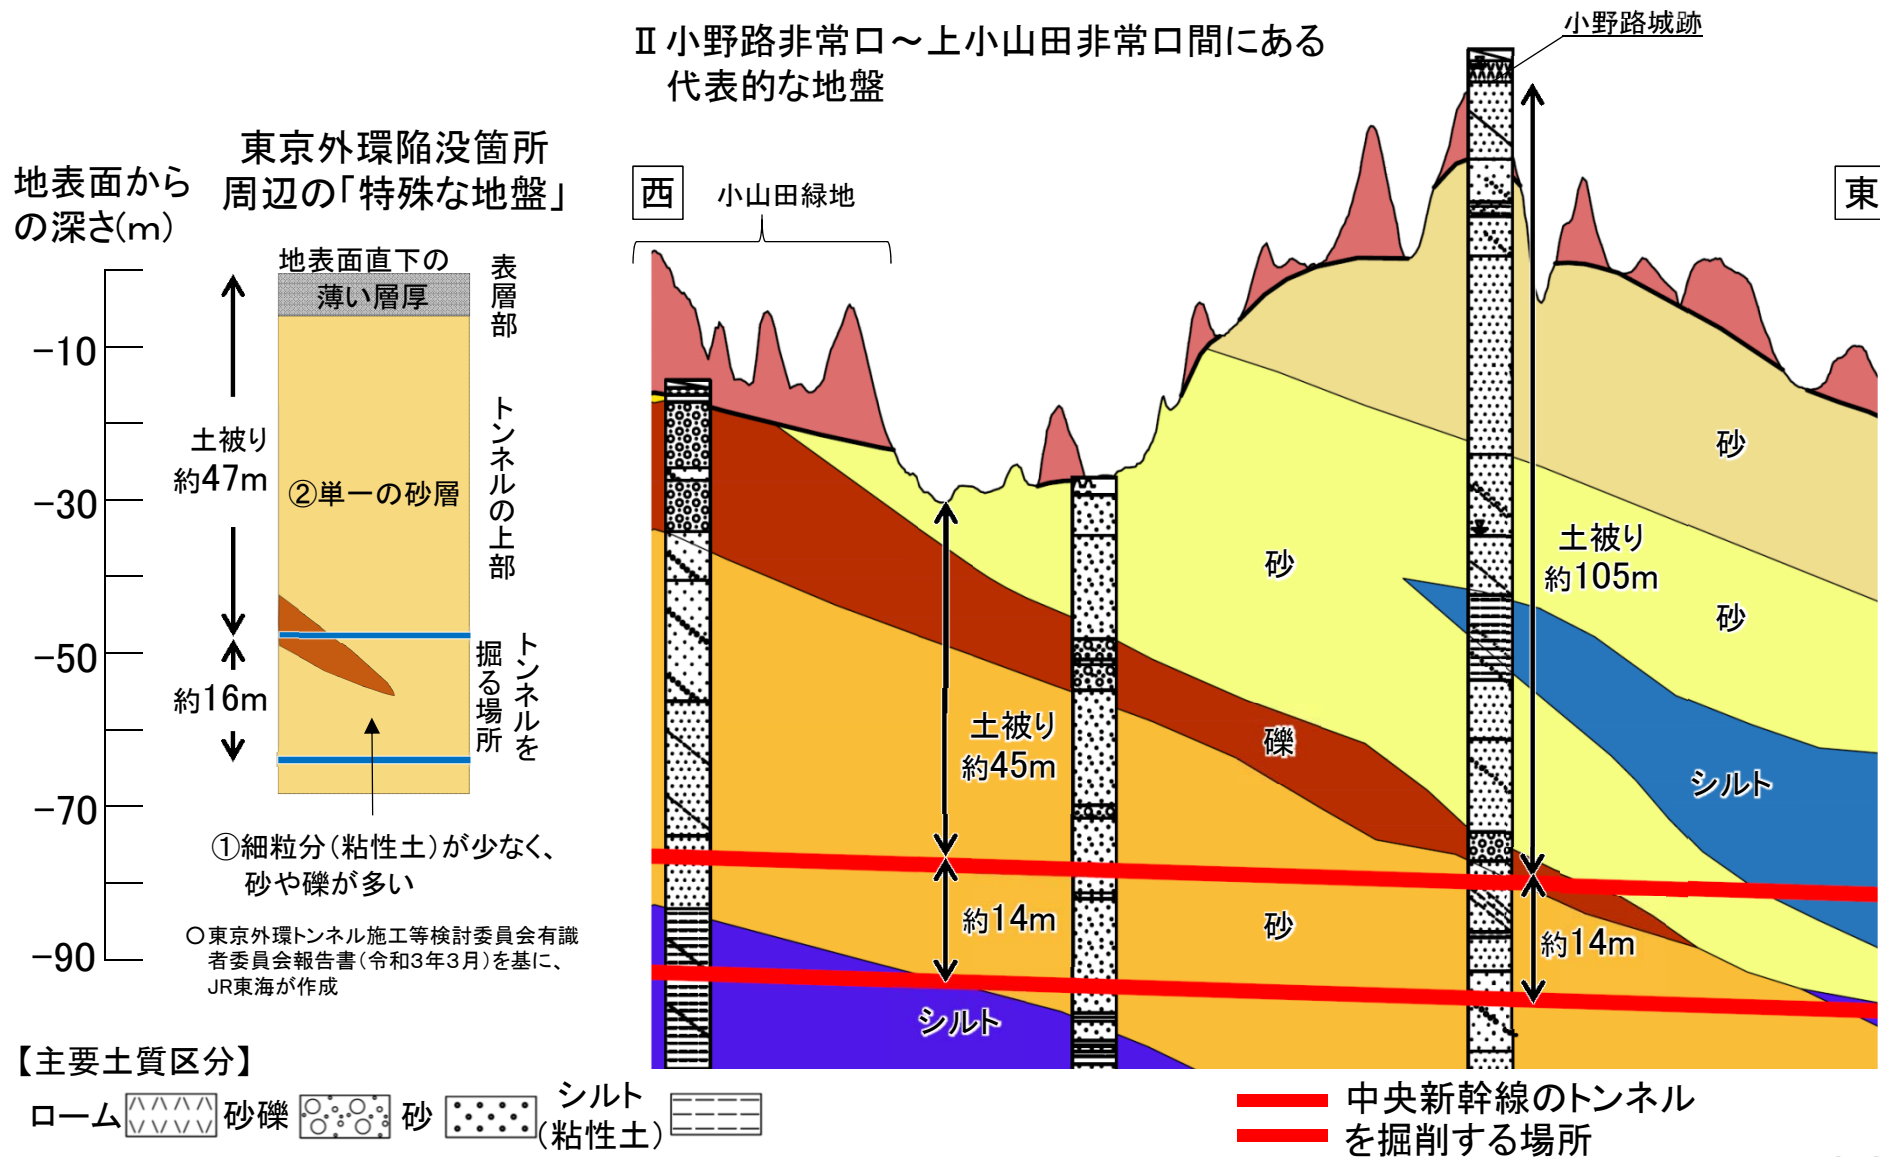 Ⅱ 小野路非常口～上小山田非常口間にある
代表的な地盤
小野路城跡
東京外環陥没箇所
周辺の「特殊な地盤」
地表面から
の深さ(m)
西
小山田緑地
東
地表面直下の
薄い層厚
表層部
−10
−30
−50
−70
−90
土被り
約47m
②単一の砂層
トンネルの上部
約16m
トンネルを
掘る場所
①細粒分（粘性土）が少なく、
砂や礫が多い
○東京外環トンネル施工等検討委員会有識
者委員会報告書（令和3年3月）を基に、
JR東海が作成
砂
砂
砂
土被り
約105m
シルト
礫
土被り
約45m
約14m
砂
約14m
シルト
【主要土質区分】
ローム
砂礫
砂
シルト
（粘性土）
中央新幹線のトンネル
を掘削する場所